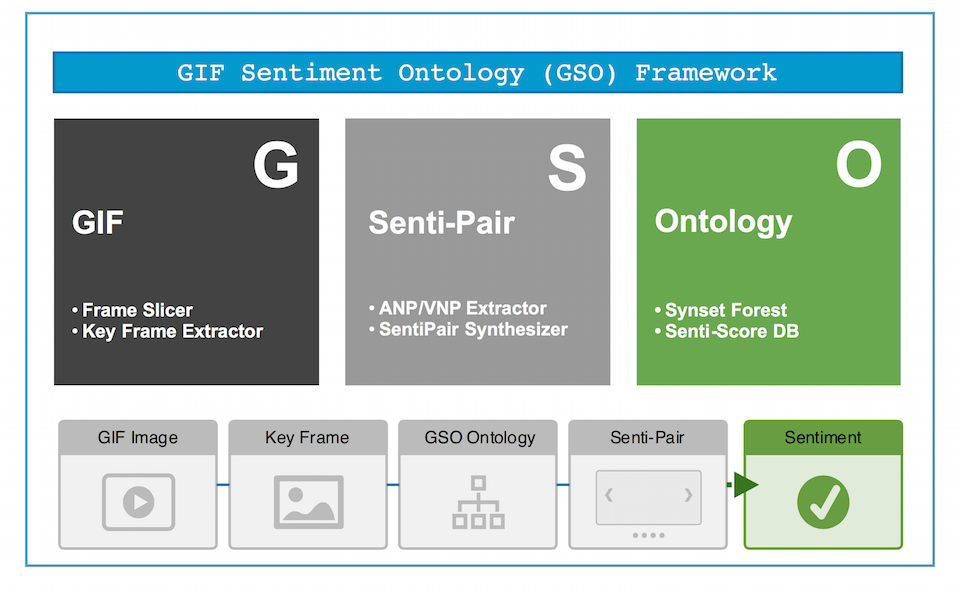 GIF Sentiment Ontology (GSO) Framework
G
GIF
• Frame Slicer
• Key Frame Extractor
S
Senti-Pair
• ANP/VNP Extractor
• SentiPair Synthesizer
O
Ontology
• Synset Forest
• Senti-Score DB
GIF Image
Key Frame
GSO Ontology
Senti-Pair
Sentiment